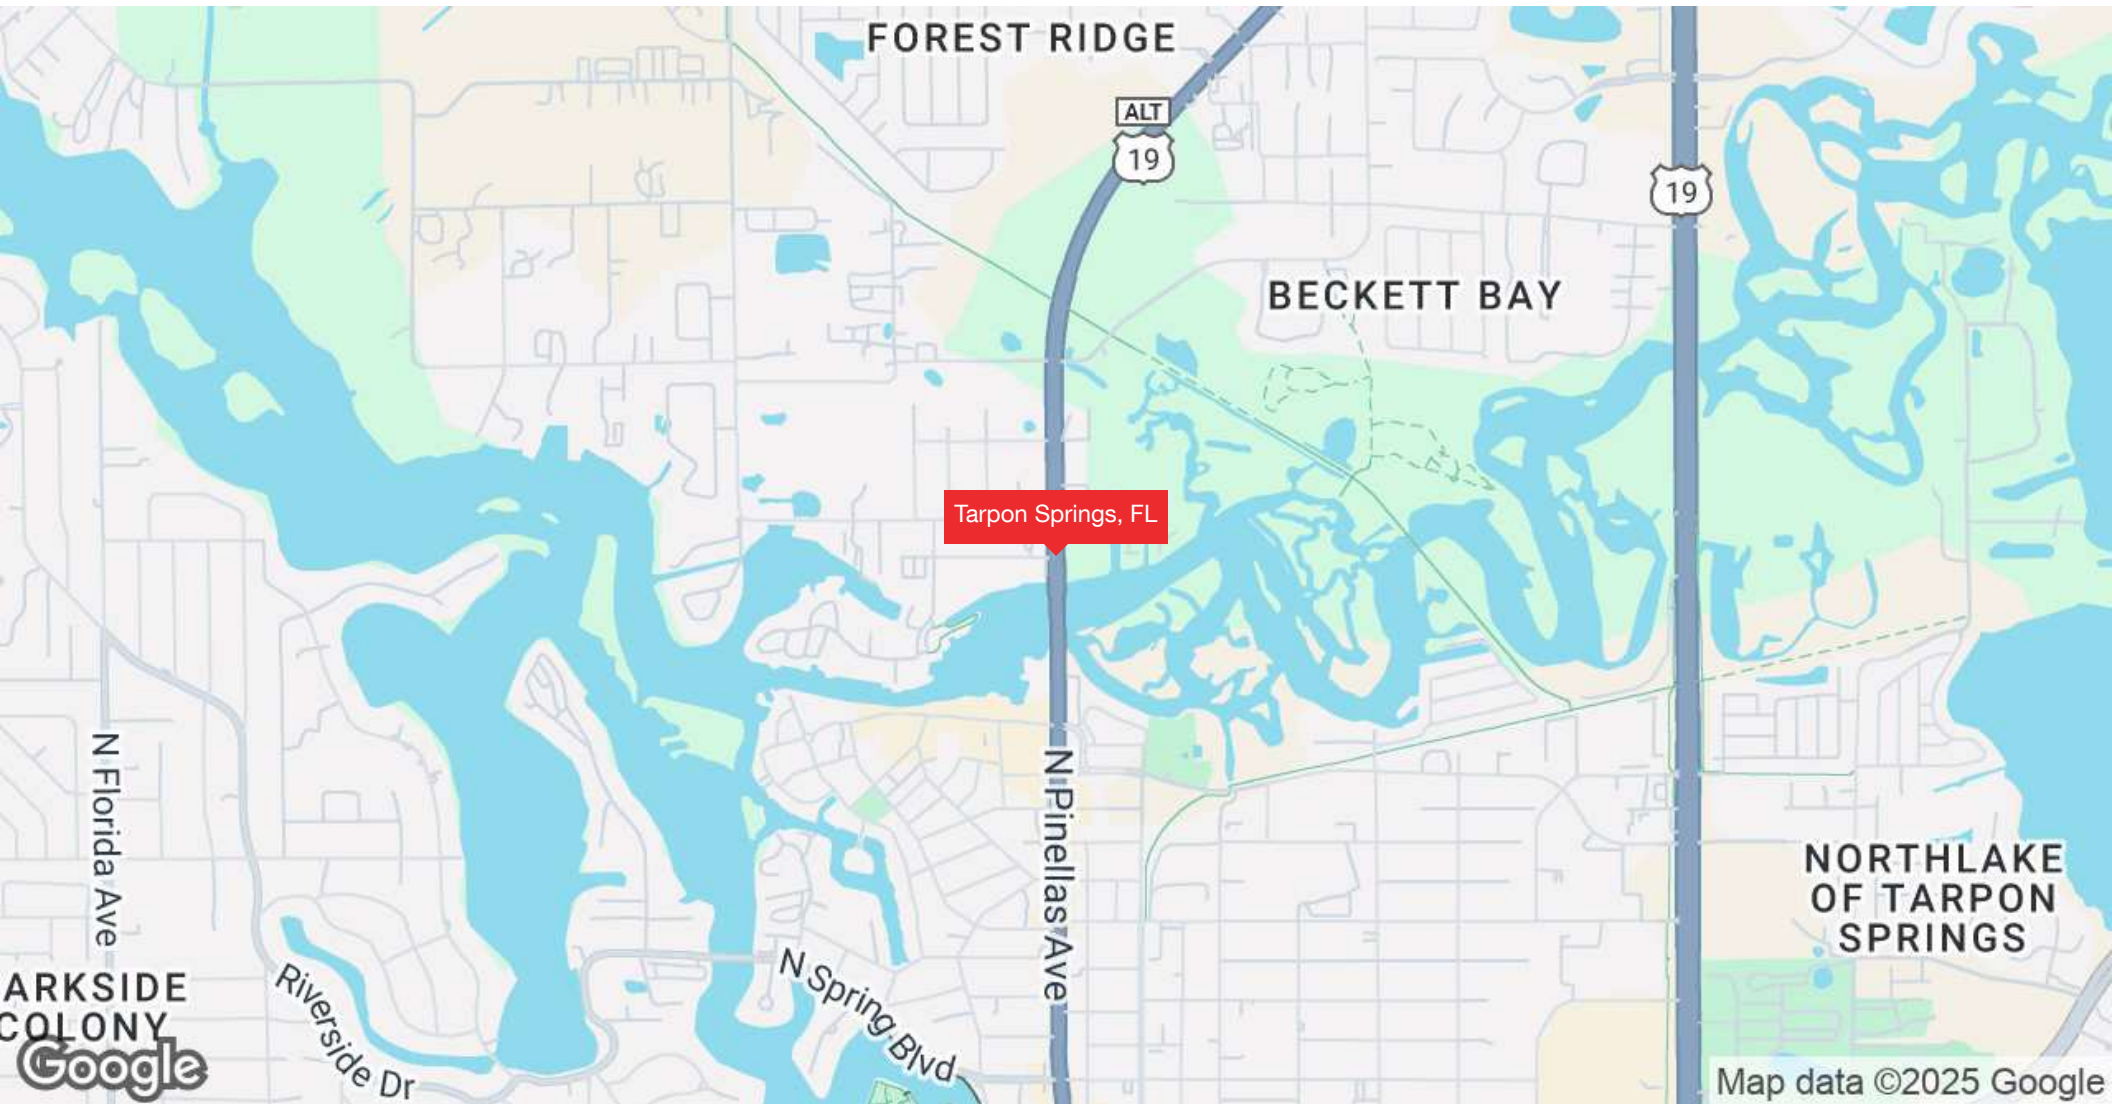 FOREST RIDGE
ALT
19
19
BECKETT BAY
Tarpon Springs, FL
N Florida Ave
N Pinellas Ave
NORTHLAKE
OF TARPON
SPRINGS
ARKSIDE
COLONY
Riverside Dr
N Spring Blvd
Google
Map data ©2025 Google